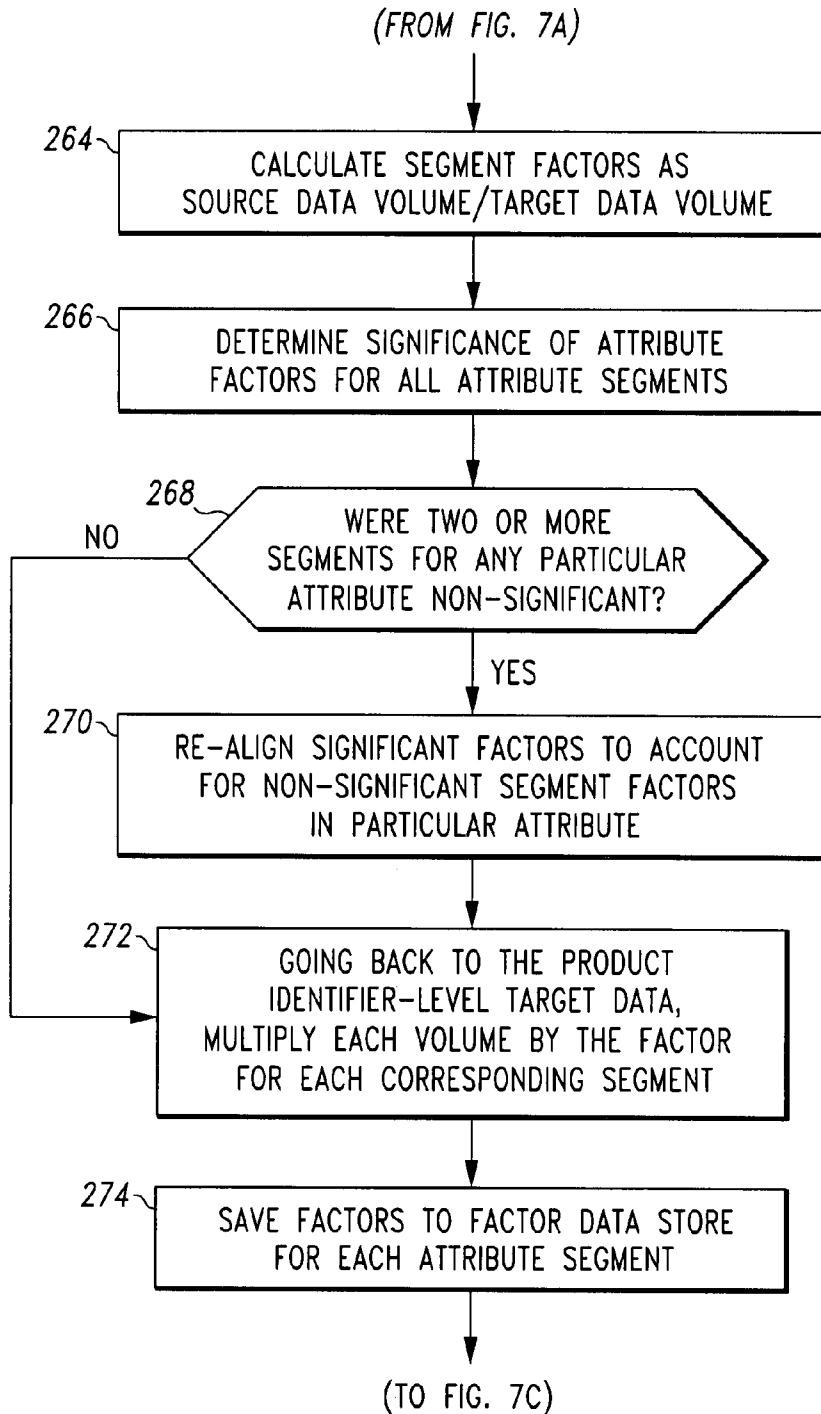 (FROM FIG. 7A)
264
CALCULATE SEGMENT FACTORS AS
SOURCE DATA VOLUME/TARGET DATA VOLUME
266
DETERMINE SIGNIFICANCE OF ATTRIBUTE
FACTORS FOR ALL ATTRIBUTE SEGMENTS
268
WERE TWO OR MORE
SEGMENTS FOR ANY PARTICULAR
ATTRIBUTE NON-SIGNIFICANT?
NO
YES
270
RE-ALIGN SIGNIFICANT FACTORS TO ACCOUNT
FOR NON-SIGNIFICANT SEGMENT FACTORS
IN PARTICULAR ATTRIBUTE
272
GOING BACK TO THE PRODUCT
IDENTIFIER-LEVEL TARGET DATA,
MULTIPLY EACH VOLUME BY THE FACTOR
FOR EACH CORRESPONDING SEGMENT
274
SAVE FACTORS TO FACTOR DATA STORE
FOR EACH ATTRIBUTE SEGMENT
(TO FIG. 7C)